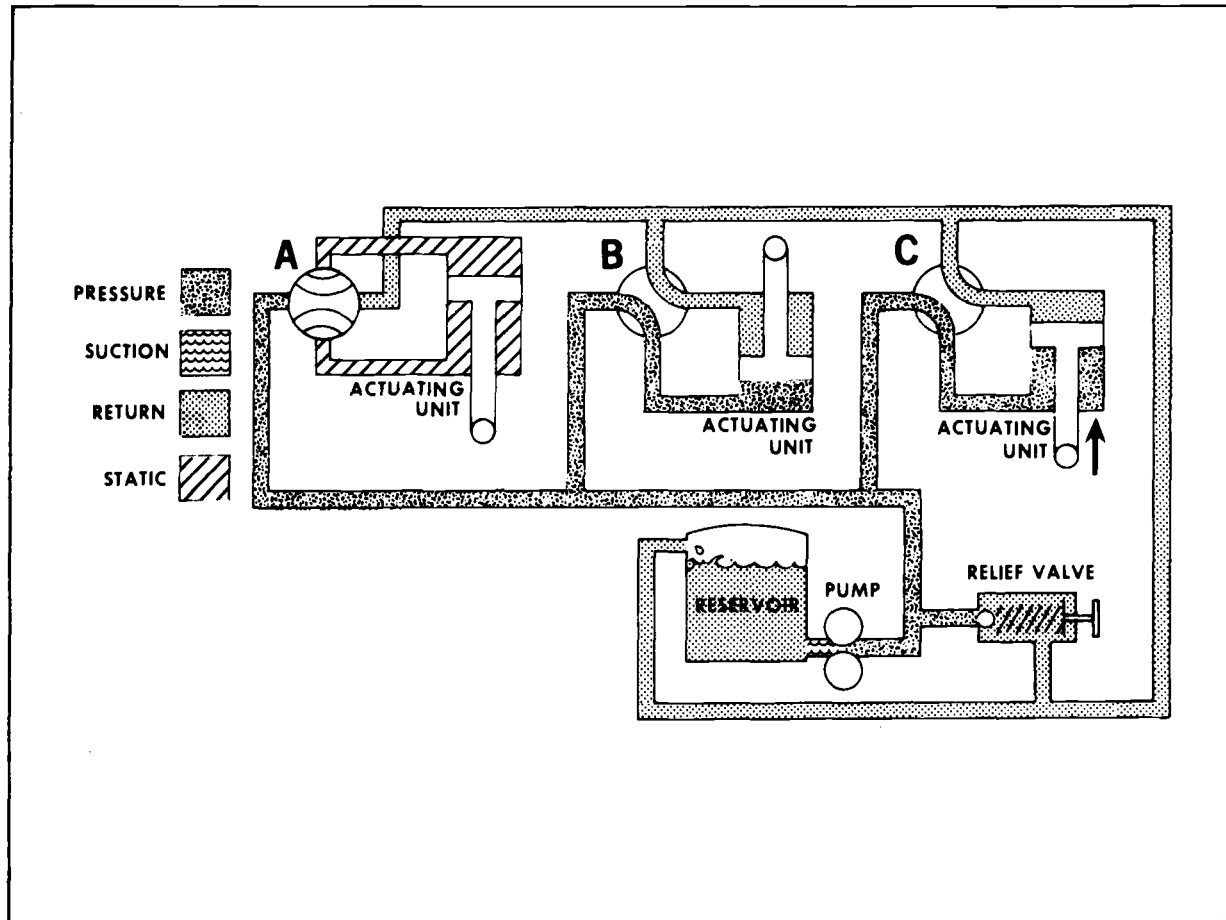 A
B
C
PRESSURE
SUCTION
RETURN
STATIC
ACTUATING
UNIT
ACTUATING
UNIT
ACTUATING
UNIT
RESERVOIR
PUMP
RELIEF VALVE